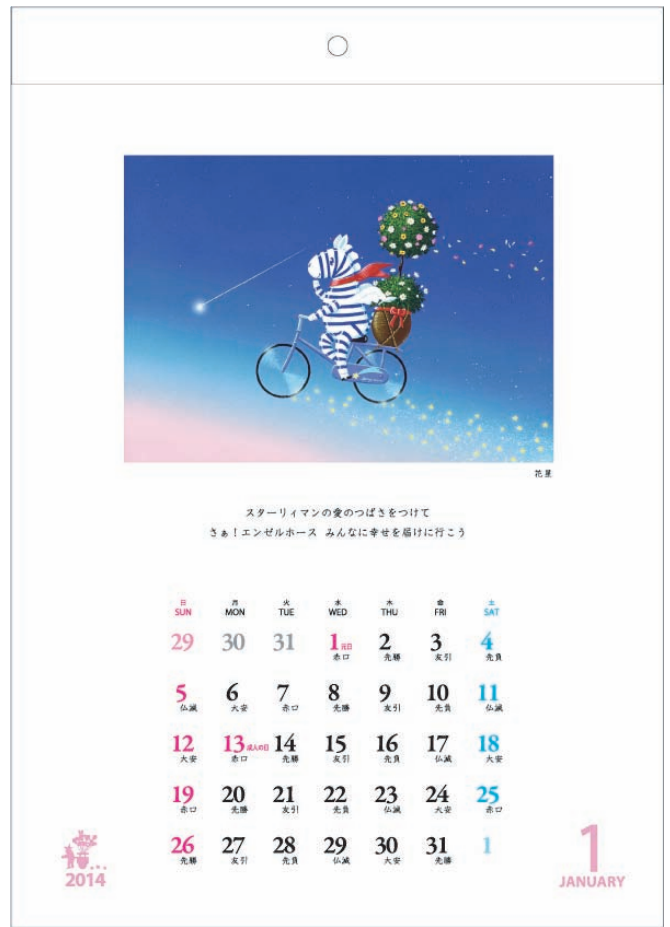 花星
スターリィマンの愛のつばさをつけて
さぁ！エンゼルホース みんなに幸せを届けに行こう
日 月 火 水 木 金 土
SUN MON TUE WED THU FRI SAT
29 30 31 1 元日 2 3 4
赤口 先勝 友引 先負
5 6 7 8 9 10 11
仏滅 大安 赤口 先勝 友引 先負 仏滅
12 13 成人の日 14 15 16 17 18
大安 赤口 先勝 友引 先負 仏滅 大安
19 20 21 22 23 24 25
赤口 先勝 友引 先負 仏滅 大安 赤口
26 27 28 29 30 31 1
先勝 友引 先負 仏滅 大安 先勝
2014
1
JANUARY